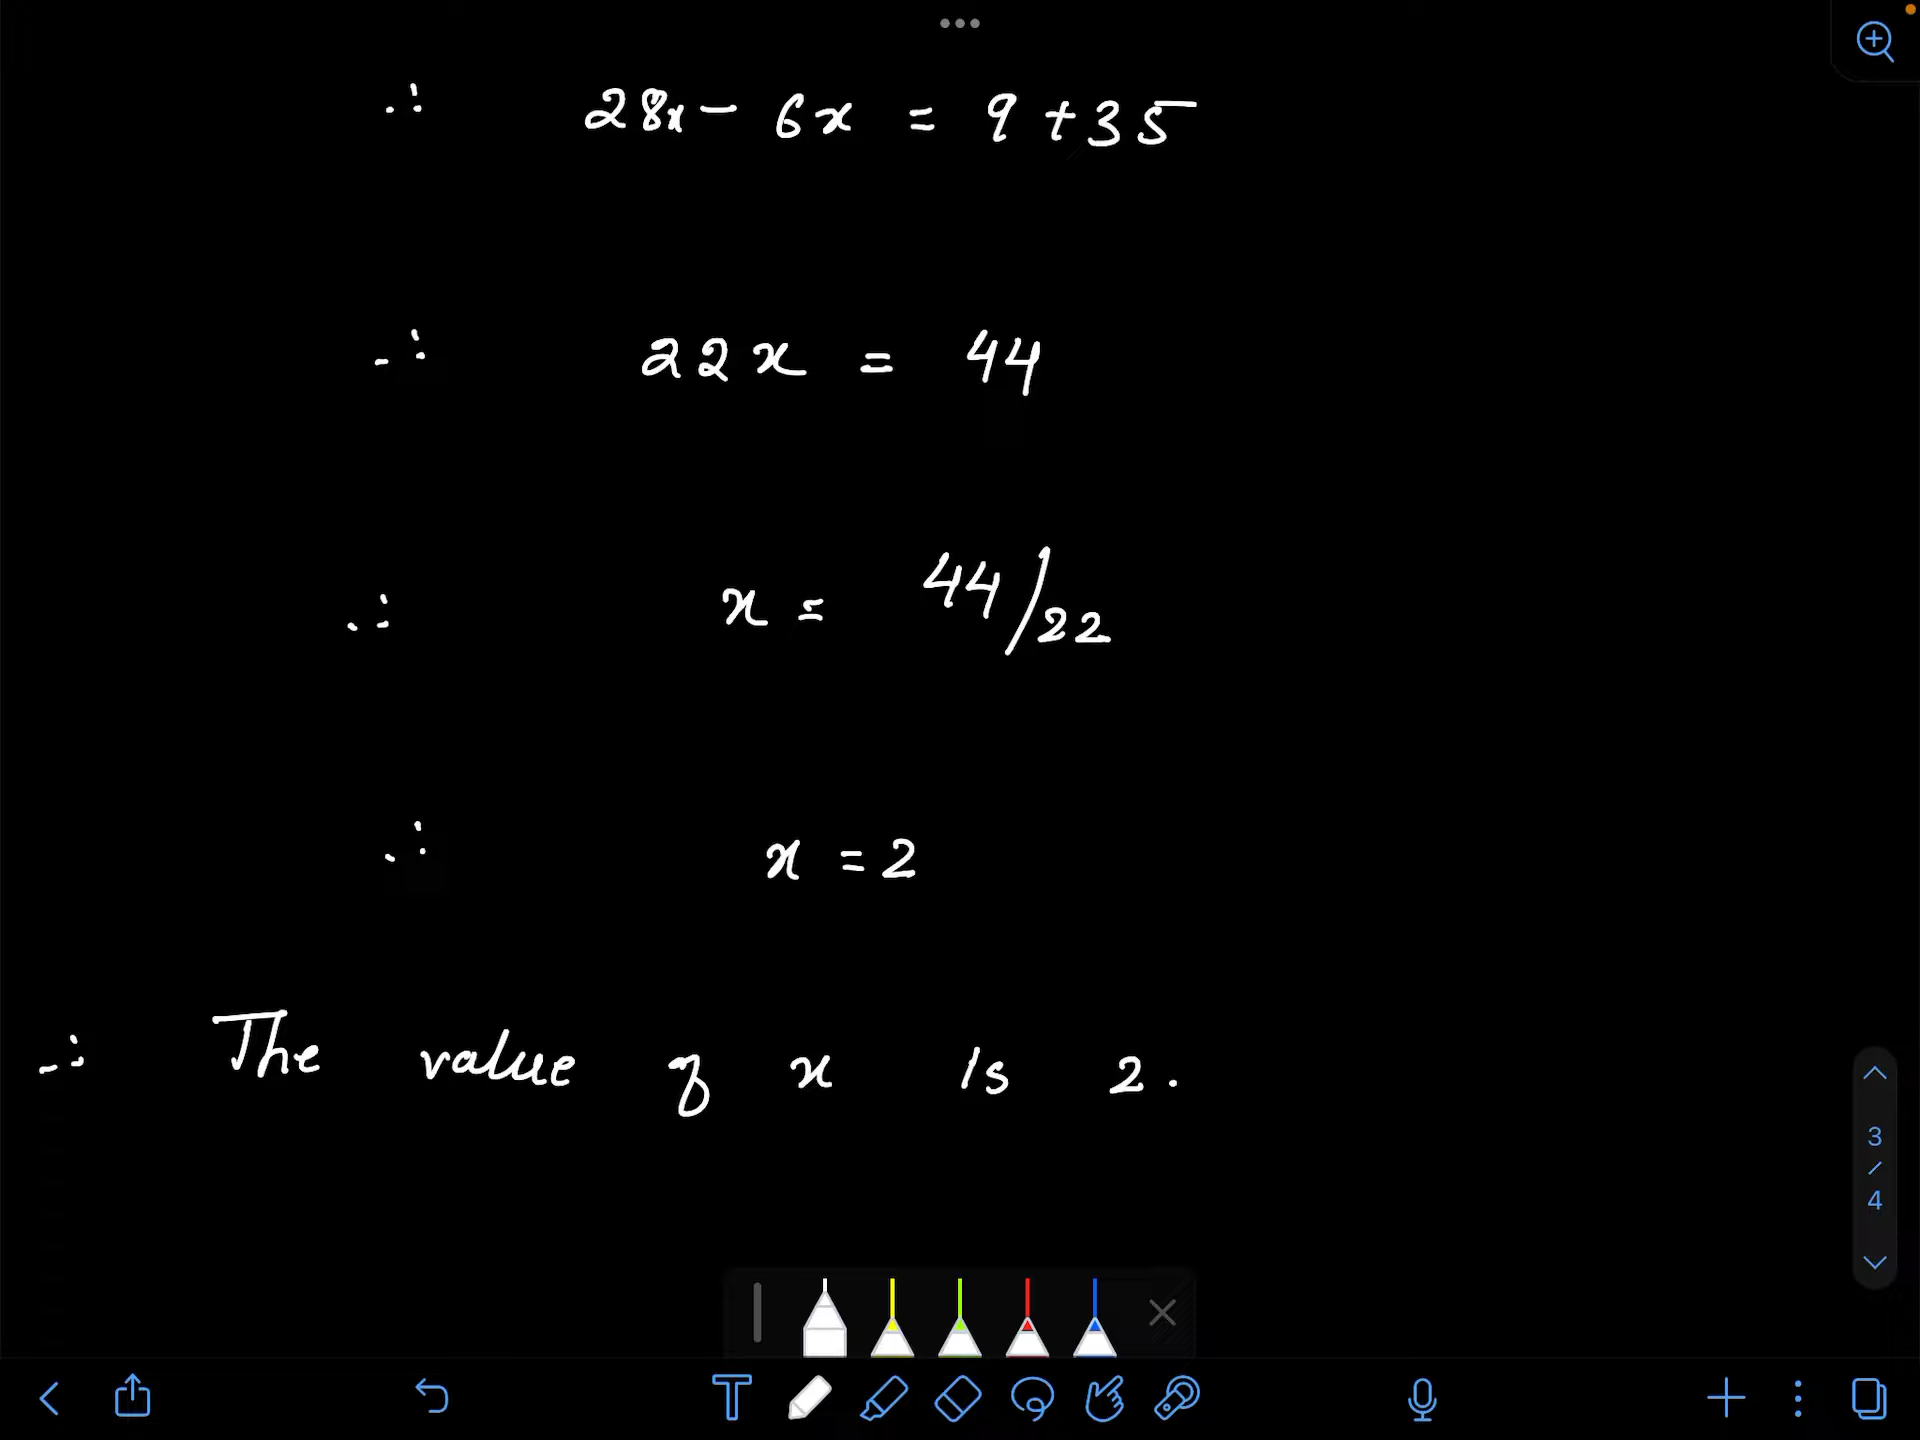 ∴ 28x - 6x = 9 + 35
∴ 22x = 44
∴ x = 44/22
∴ x = 2
∴ The value of x is 2.
3
/
4
T